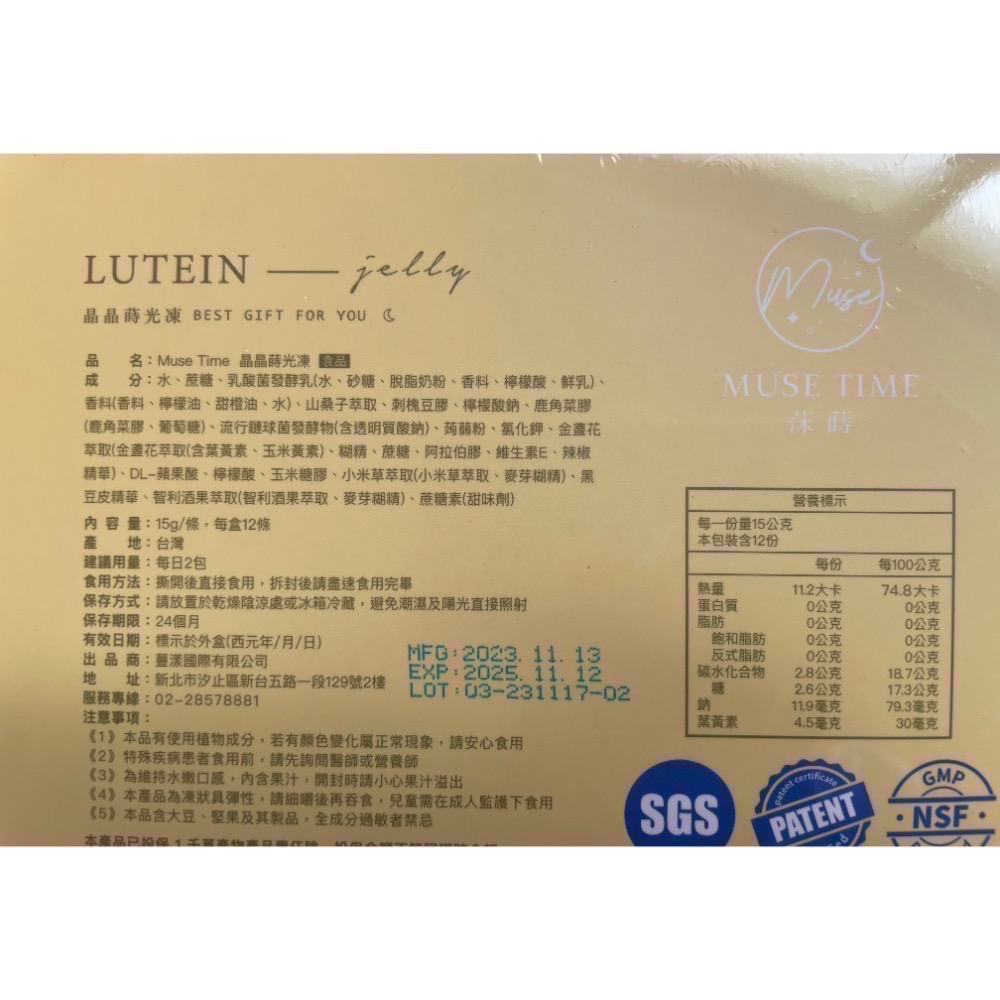 LUTEIN — jelly
晶晶蒔光凍 BEST GIFT FOR YOU
品　　名：Muse Time 晶晶蒔光凍 食品
成　　分：水、蔗糖、乳酸菌發酵乳(水、砂糖、脫脂奶粉、香料、檸檬酸、鮮乳)、
香料(香料、檸檬油、甜橙油、水)、山桑子萃取、刺槐豆膠、檸檬酸鈉、鹿角菜膠
(鹿角菜膠、葡萄糖)、流行鏈球菌發酵物(含透明質酸鈉)、蒟蒻粉、氯化鉀、金盞花
萃取(金盞花萃取(含葉黃素、玉米黃素)、糊精、蔗糖、阿拉伯膠、維生素E、辣椒
精華)、DL-蘋果酸、檸檬酸、玉米糖膠、小米草萃取(小米草萃取、麥芽糊精)、黑
豆皮精華、智利酒果萃取(智利酒果萃取、麥芽糊精)、蔗糖素(甜味劑)
內 容 量：15g/條，每盒12條
產　　地：台灣
建議用量：每日2包
食用方法：撕開後直接食用，拆封後請盡速食用完畢
保存方式：請放置於乾燥陰涼處或冰箱冷藏，避免潮濕及陽光直接照射
保存期限：24個月
有效日期：標示於外盒(西元年/月/日)
出 品 商：豐漾國際有限公司
地　　址：新北市汐止區新台五路一段129號2樓
服務專線：02-28578881
注意事項：
《1》本品有使用植物成分，若有顏色變化屬正常現象，請安心食用
《2》特殊疾病患者食用前，請先詢問醫師或營養師
《3》為維持水嫩口感，內含果汁，開封時請小心果汁溢出
《4》本產品為凍狀具彈性，請細嚼後再吞食，兒童需在成人監護下食用
《5》本品含大豆、堅果及其製品，全成分過敏者禁忌
MFG:2023.11.13
EXP:2025.11.12
LOT:03-231117-02
Muse
MUSE TIME
莯蒔
營養標示
每一份量15公克
本包裝含12份
每份 每100公克
熱量 11.2大卡 74.8大卡
蛋白質 0公克 0公克
脂肪 0公克 0公克
飽和脂肪 0公克 0公克
反式脂肪 0公克 0公克
碳水化合物 2.8公克 18.7公克
糖 2.6公克 17.3公克
鈉 11.9毫克 79.3毫克
葉黃素 4.5毫克 30毫克
SGS
patent certificate
PATENT
GMP
NSF